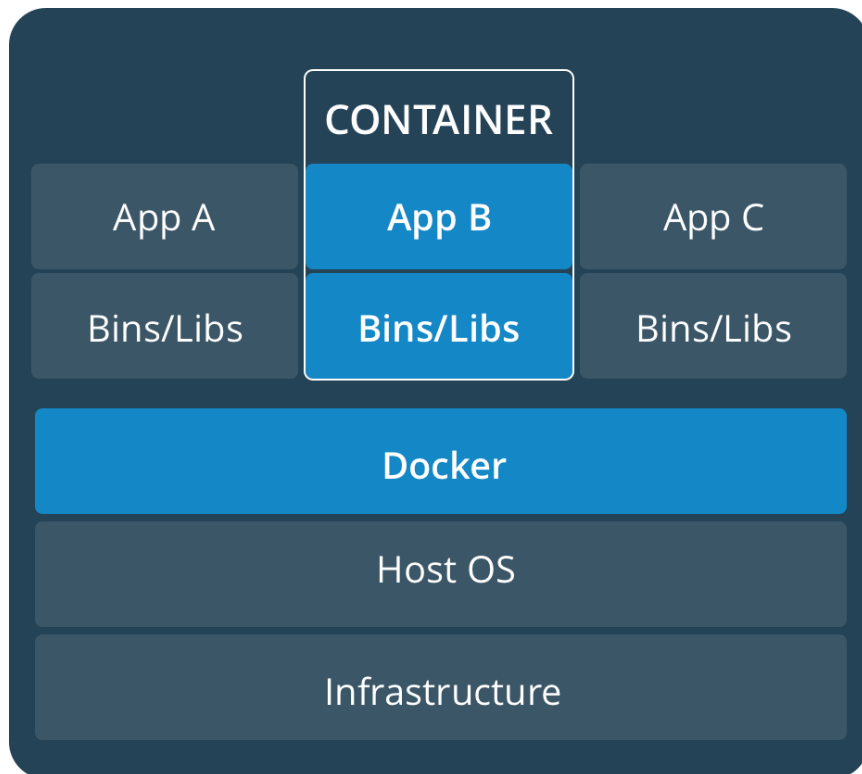 CONTAINER
App A App B App C
Bins/Libs Bins/Libs Bins/Libs
Docker
Host OS
Infrastructure